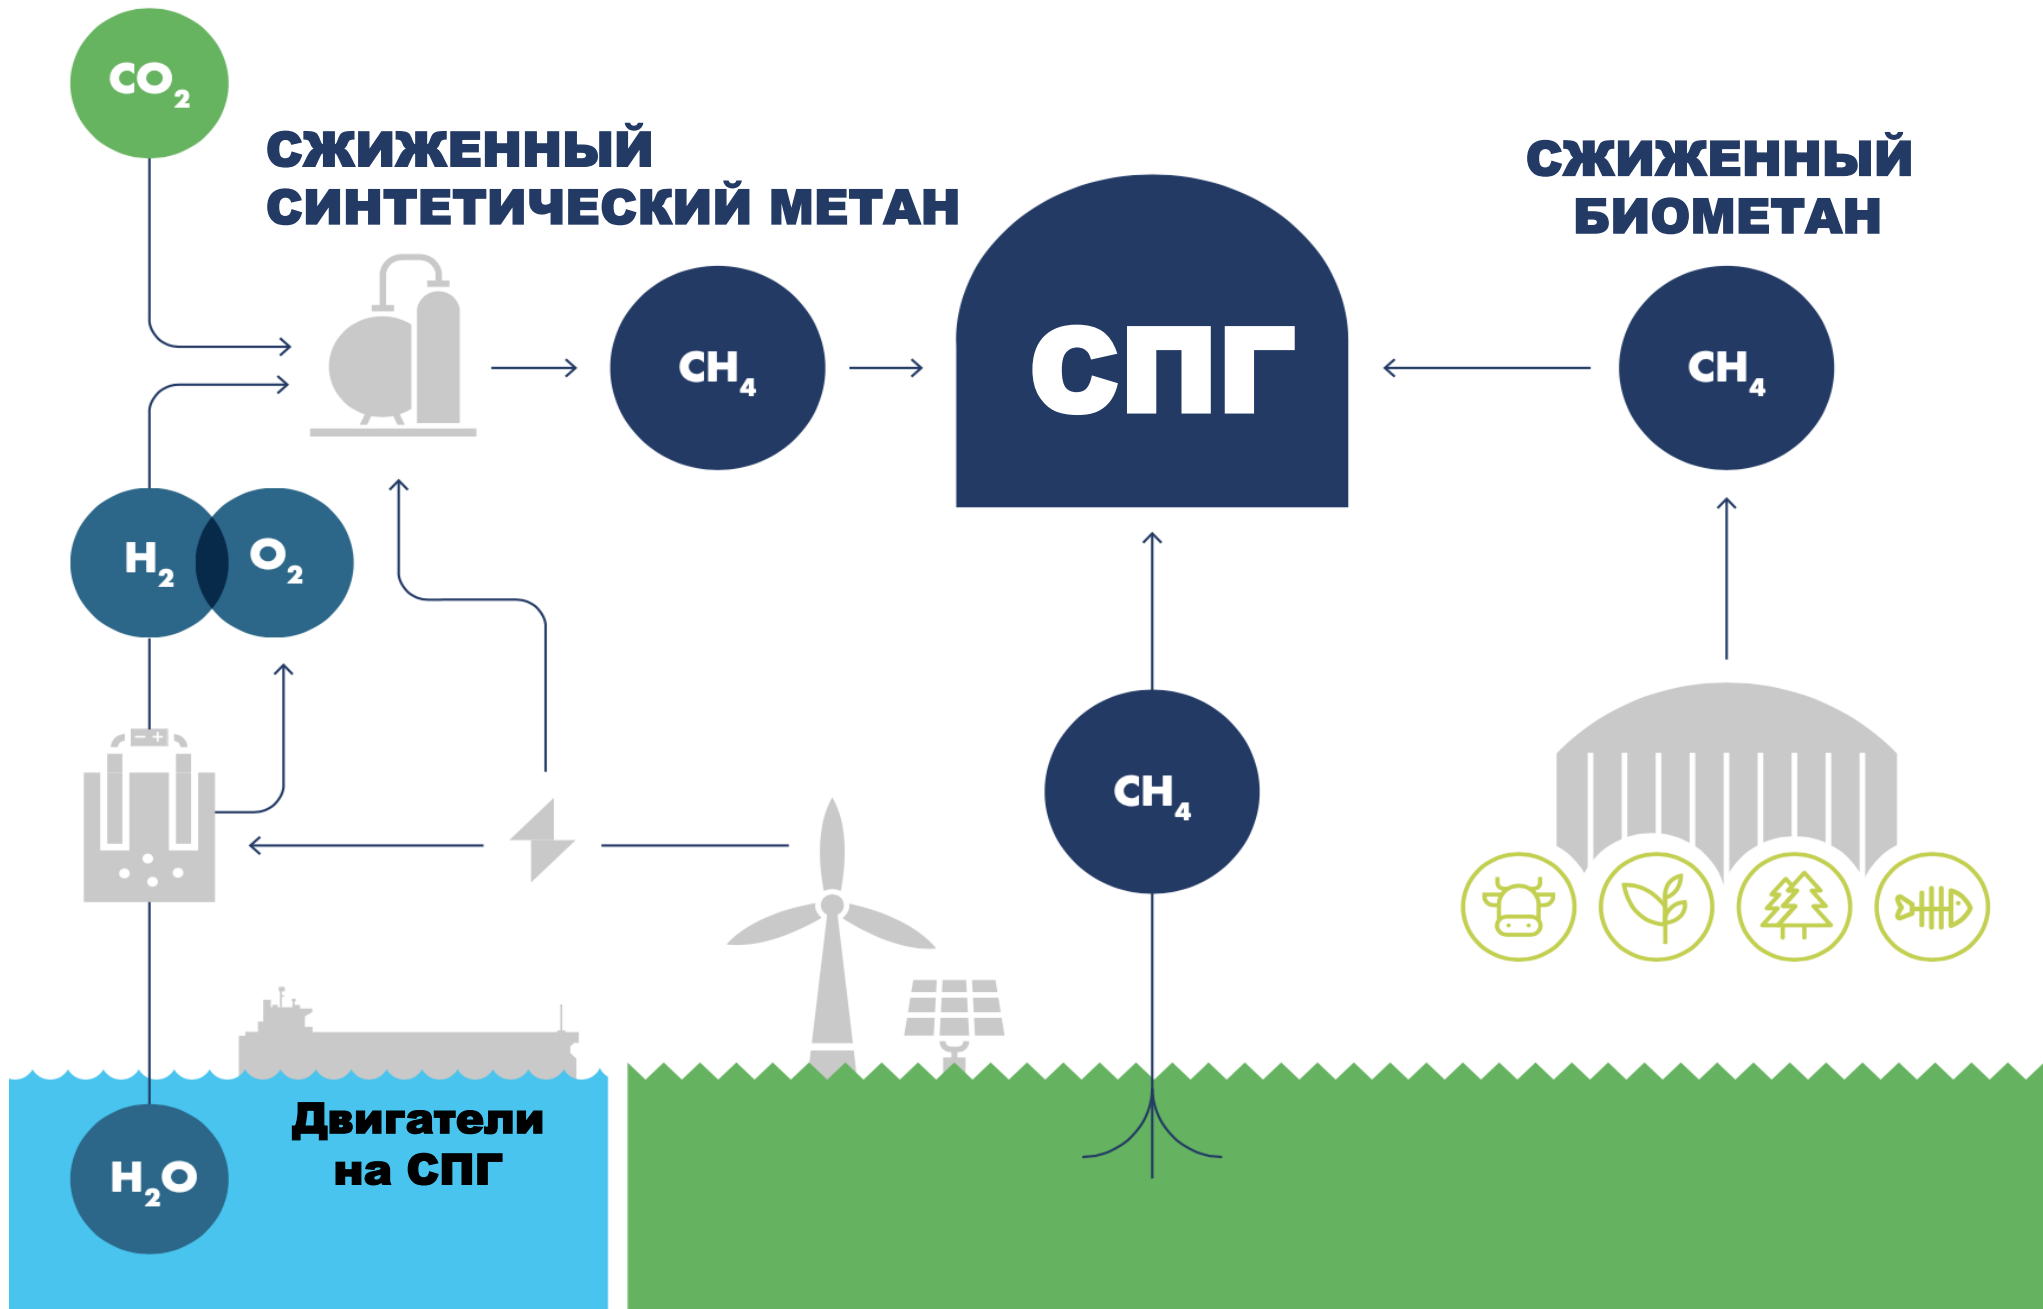 CO₂
СЖИЖЕННЫЙ
СИНТЕТИЧЕСКИЙ МЕТАН
СЖИЖЕННЫЙ
БИОМЕТАН
CH₄
СПГ
CH₄
H₂
O₂
− +
CH₄
Двигатели
на СПГ
H₂O